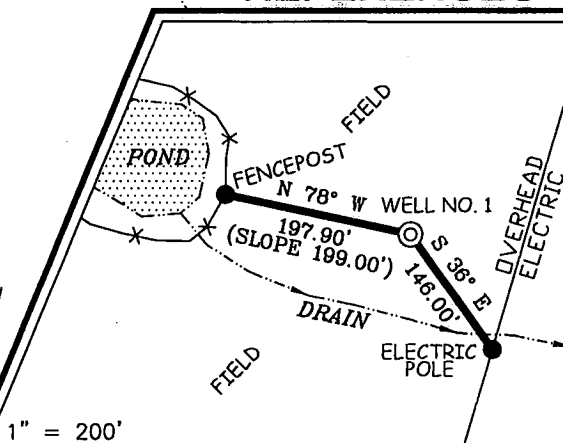 FIELD
POND
FENCEPOST
N 78° W
197.90'
(SLOPE 199.00')
WELL NO. 1
S 36° E
146.00'
OVERHEAD
ELECTRIC
DRAIN
ELECTRIC
POLE
FIELD
1" = 200'